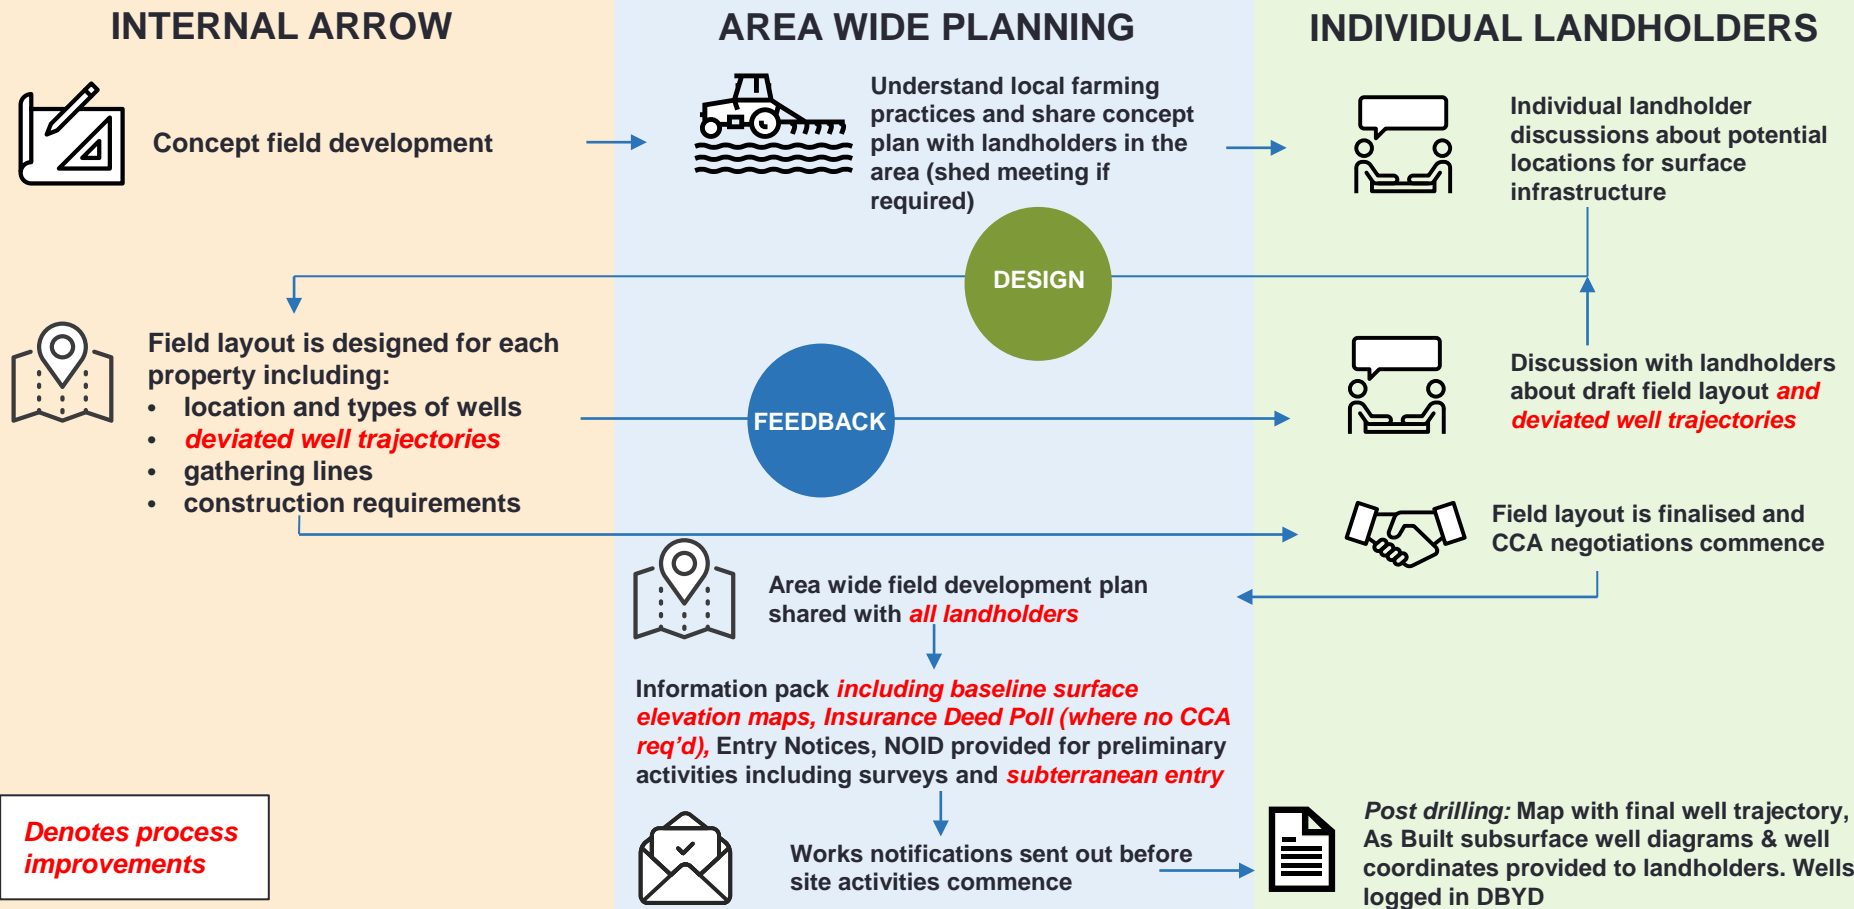 INTERNAL ARROW
AREA WIDE PLANNING
INDIVIDUAL LANDHOLDERS
Concept field development
Understand local farming
practices and share concept
plan with landholders in the
area (shed meeting if
required)
Individual landholder
discussions about potential
locations for surface
infrastructure
DESIGN
Field layout is designed for each
property including:
• location and types of wells
• deviated well trajectories
• gathering lines
• construction requirements
FEEDBACK
Discussion with landholders
about draft field layout and
deviated well trajectories
Field layout is finalised and
CCA negotiations commence
Area wide field development plan
shared with all landholders
Information pack including baseline surface
elevation maps, Insurance Deed Poll (where no CCA
req’d), Entry Notices, NOID provided for preliminary
activities including surveys and subterranean entry
Works notifications sent out before
site activities commence
Post drilling: Map with final well trajectory,
As Built subsurface well diagrams & well
coordinates provided to landholders. Wells
logged in DBYD
Denotes process
improvements